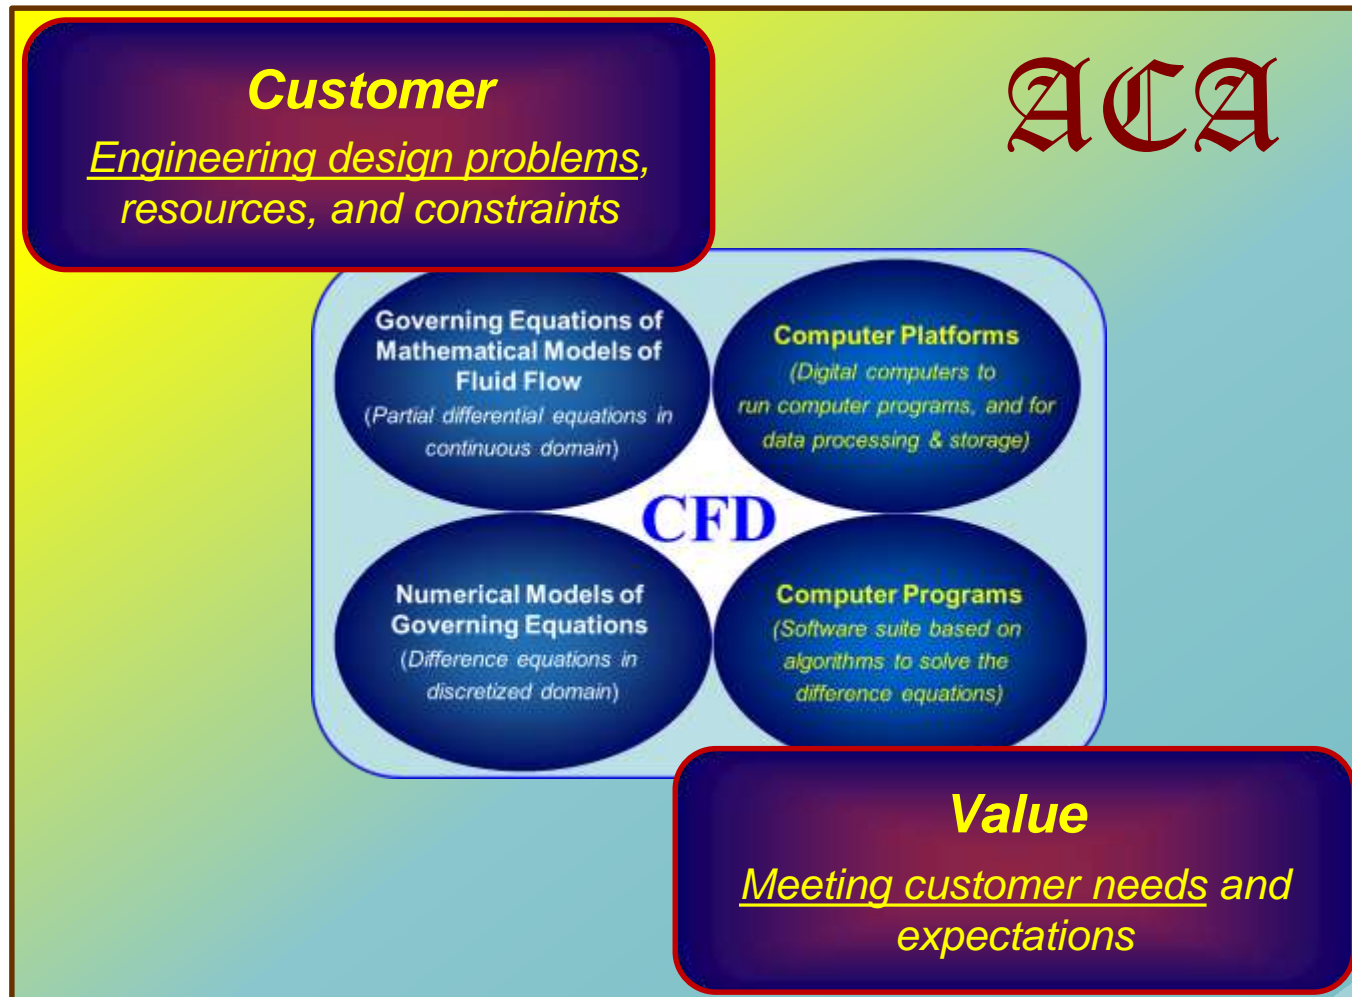 Customer
Engineering design problems,
resources, and constraints
ACA
Governing Equations of
Mathematical Models of
Fluid Flow
(Partial differential equations in
continuous domain)
Computer Platforms
(Digital computers to
run computer programs, and for
data processing & storage)
CFD
Numerical Models of
Governing Equations
(Difference equations in
discretized domain)
Computer Programs
(Software suite based on
algorithms to solve the
difference equations)
Value
Meeting customer needs and
expectations